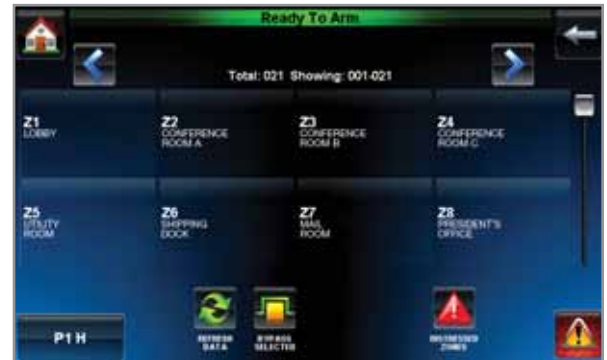 Ready To Arm
Total: 021 Showing: 001-021
Z1
LOBBY
Z2
CONFERENCE
ROOM A
Z3
CONFERENCE
ROOM B
Z4
CONFERENCE
ROOM C
Z5
UTILITY
ROOM
Z6
SHIPPING
DOCK
Z7
MAIL
ROOM
Z8
PRESIDENT'S
OFFICE
P1 H
REFRESH
DATA
BYPASS
SELECTED
DISTRESSED
ZONES